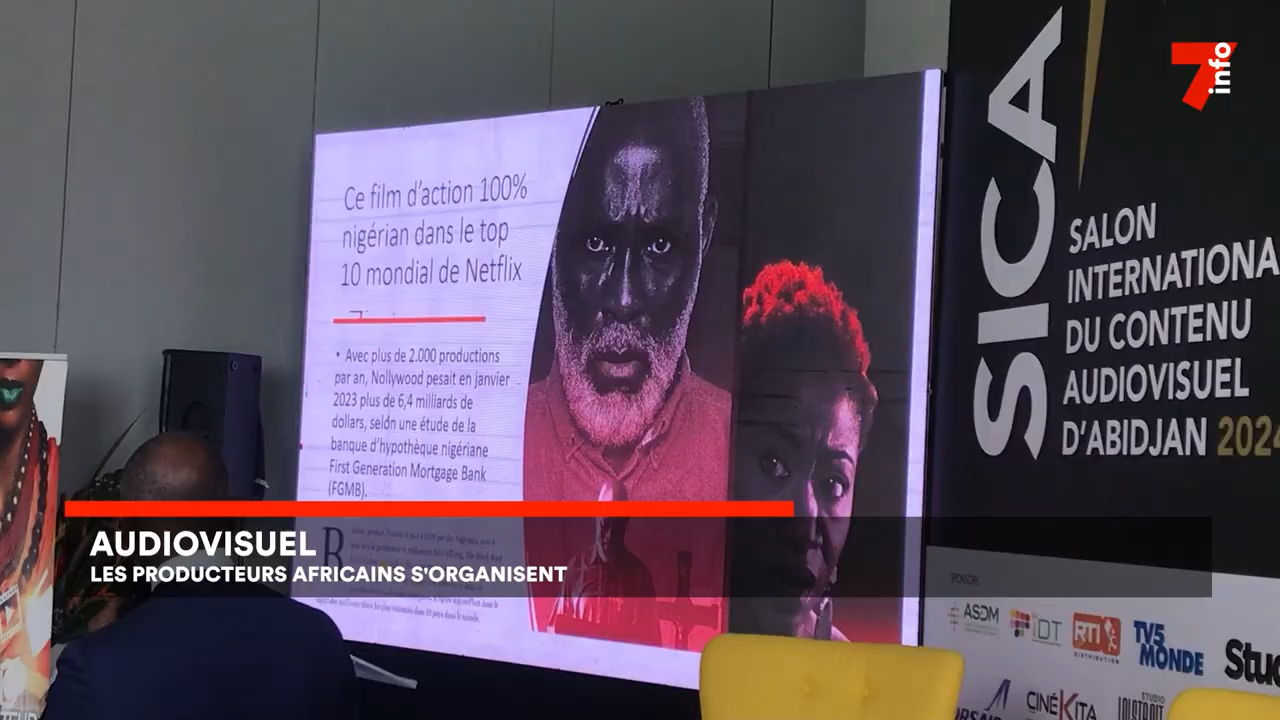 7 info
SICA
SALON
INTERNATIONA
DU CONTENU
AUDIOVISUEL
D'ABIDJAN 2024
Ce film d'action 100%
nigérian dans le top
10 mondial de Netflix
• Avec plus de 2.000 productions
par an, Nollywood pesait en janvier
2023 plus de 6,4 milliards de
dollars, selon une étude de la
banque d'hypothèque nigériane
First Generation Mortgage Bank
(FGMB).
AUDIOVISUEL
LES PRODUCTEURS AFRICAINS S'ORGANISENT
SPONSORS
ASDM
iDT
RTI
DISTRIBUTION
TV5
MONDE
Stud
CINÉKITA
STUDIO